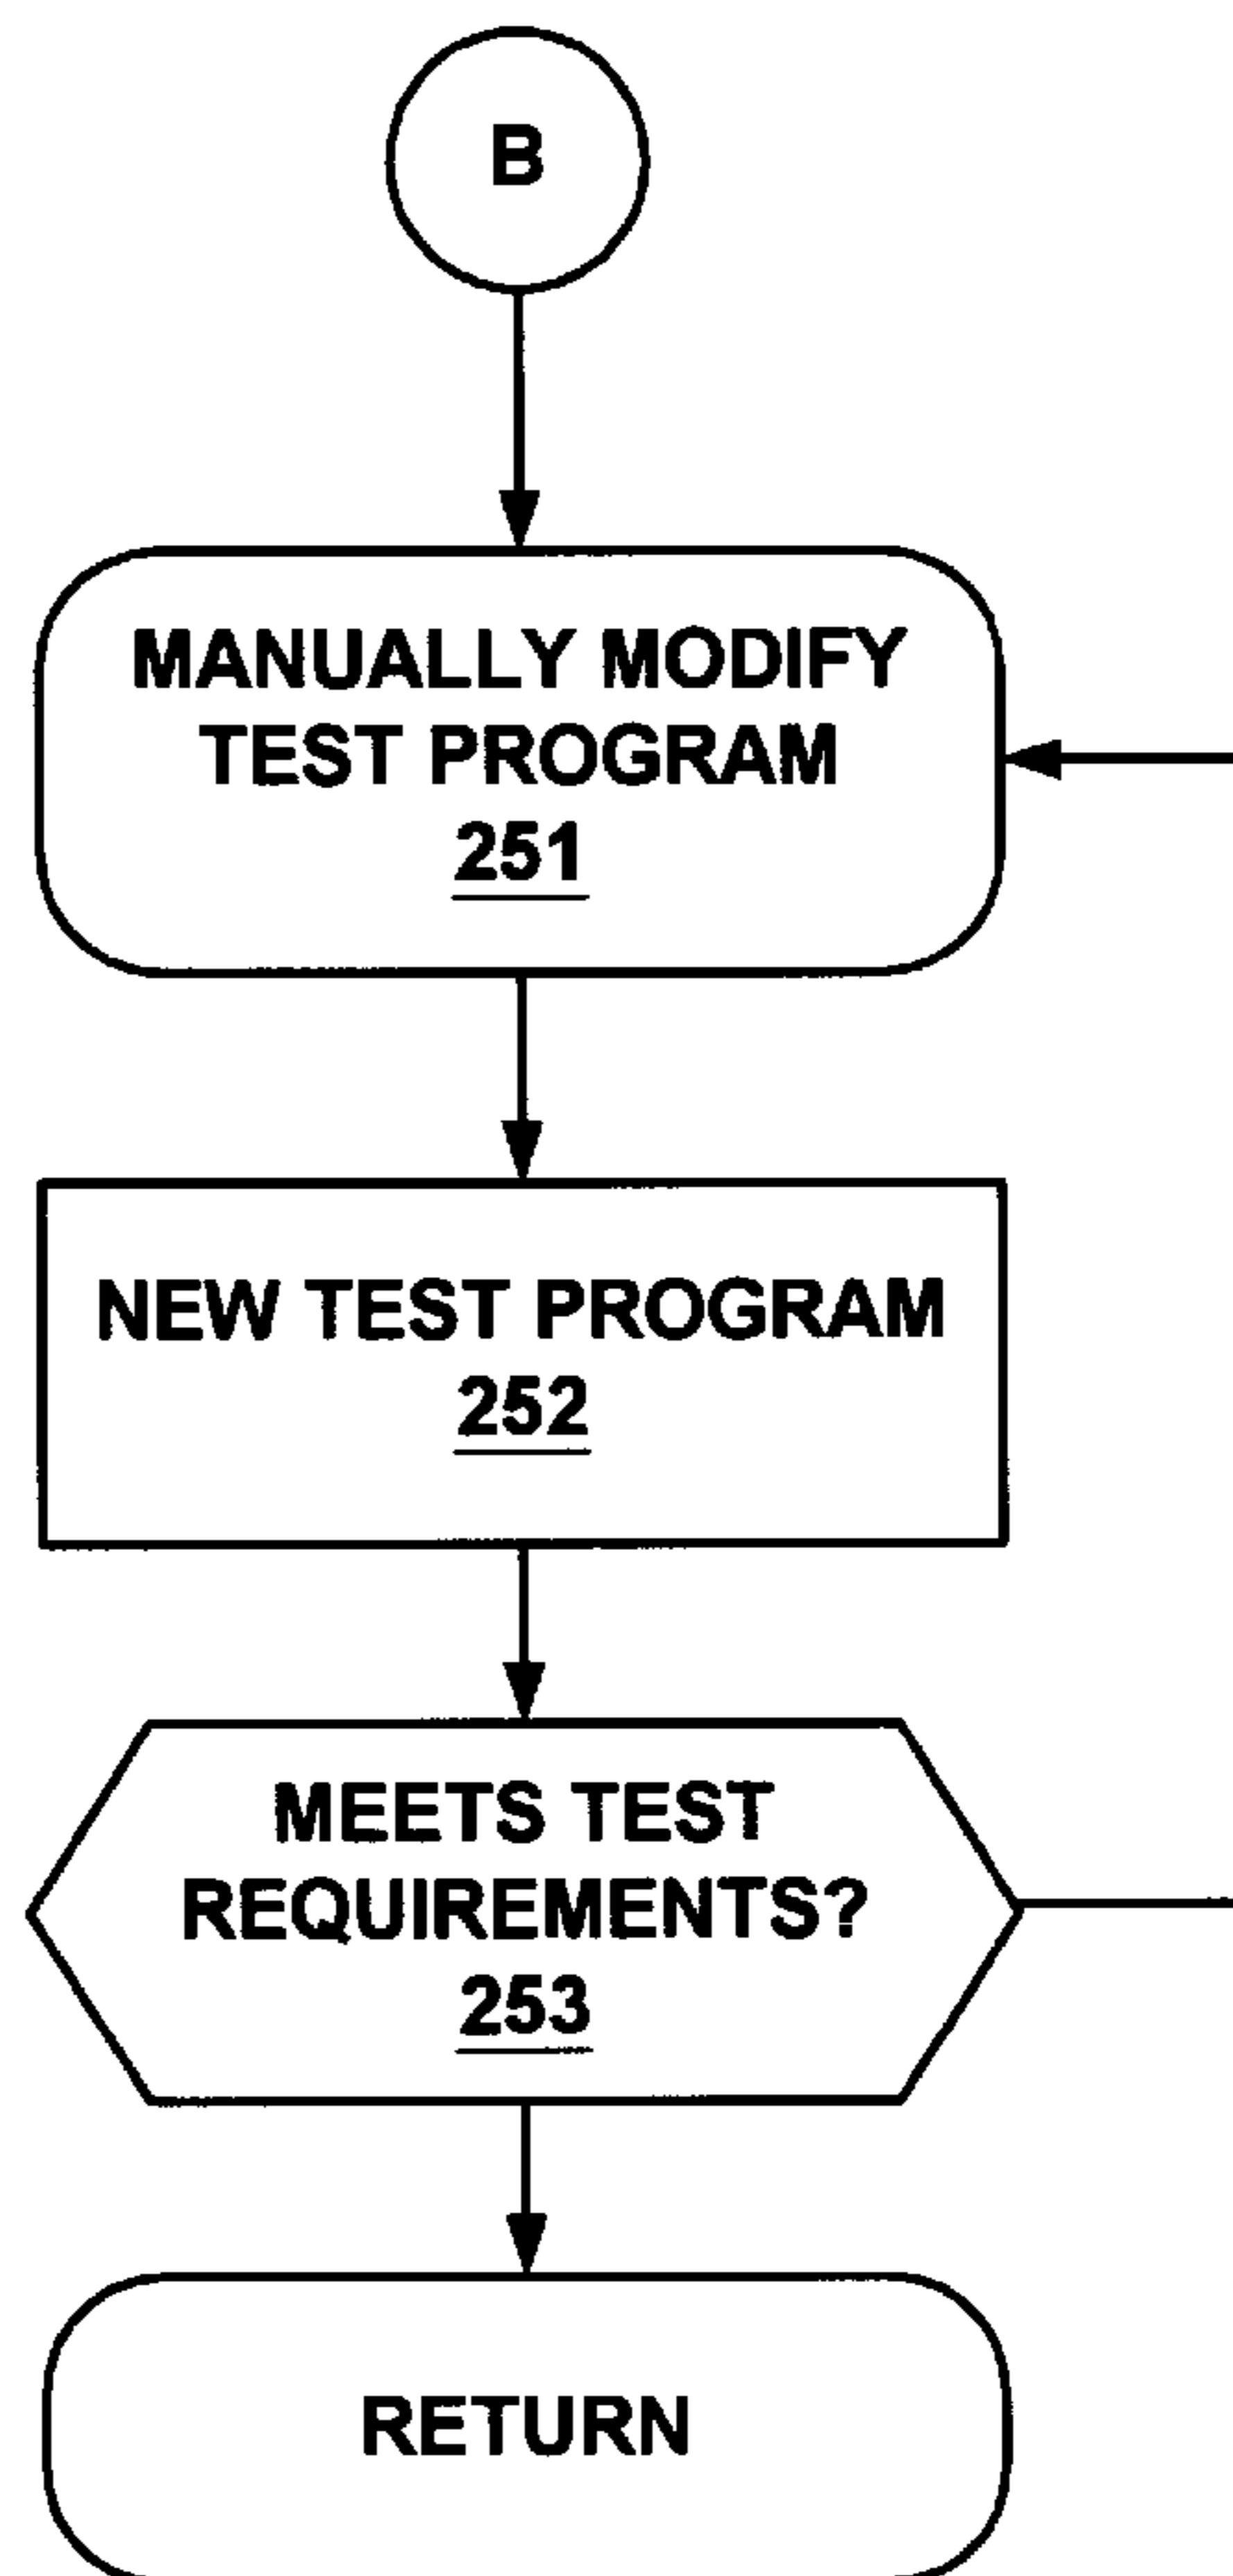 B
MANUALLY MODIFY
TEST PROGRAM
251
NEW TEST PROGRAM
252
MEETS TEST
REQUIREMENTS?
253
RETURN